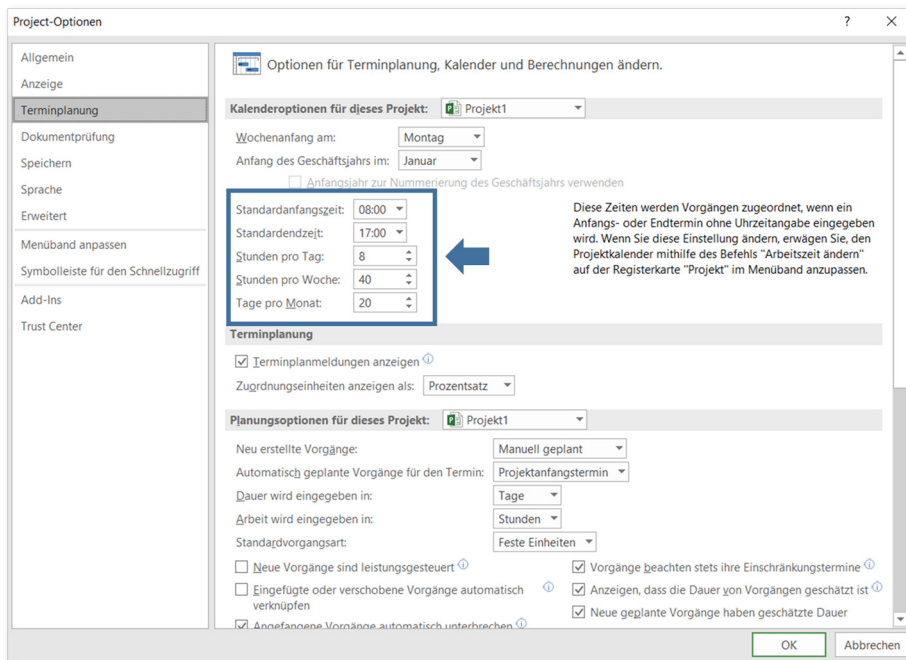 Project-Optionen
Allgemein
Anzeige
Terminplanung
Dokumentprüfung
Speichern
Sprache
Erweitert
Menüband anpassen
Symbolleiste für den Schnellzugriff
Add-Ins
Trust Center
Optionen für Terminplanung, Kalender und Berechnungen ändern.
Kalenderoptionen für dieses Projekt: Projekt1
Wochenanfang am: Montag
Anfang des Geschäftsjahrs im: Januar
Anfangsjahr zur Nummerierung des Geschäftsjahrs verwenden
Standardanfangszeit: 08:00
Standardendzeit: 17:00
Stunden pro Tag: 8
Stunden pro Woche: 40
Tage pro Monat: 20
Diese Zeiten werden Vorgängen zugeordnet, wenn ein
Anfangs- oder Endtermin ohne Uhrzeitangabe eingegeben
wird. Wenn Sie diese Einstellung ändern, erwägen Sie, den
Projektkalender mithilfe des Befehls "Arbeitszeit ändern"
auf der Registerkarte "Projekt" im Menüband anzupassen.
Terminplanung
Terminplanmeldungen anzeigen
Zuordnungseinheiten anzeigen als: Prozentsatz
Planungsoptionen für dieses Projekt: Projekt1
Neu erstellte Vorgänge: Manuell geplant
Automatisch geplante Vorgänge für den Termin: Projektanfangstermin
Dauer wird eingegeben in: Tage
Arbeit wird eingegeben in: Stunden
Standardvorgangsart: Feste Einheiten
Neue Vorgänge sind leistungsgesteuert
Eingefügte oder verschobene Vorgänge automatisch
verknüpfen
Angefangene Vorgänge automatisch unterbrechen
Vorgänge beachten stets ihre Einschränkungstermine
Anzeigen, dass die Dauer von Vorgängen geschätzt ist
Neue geplante Vorgänge haben geschätzte Dauer
OK
Abbrechen